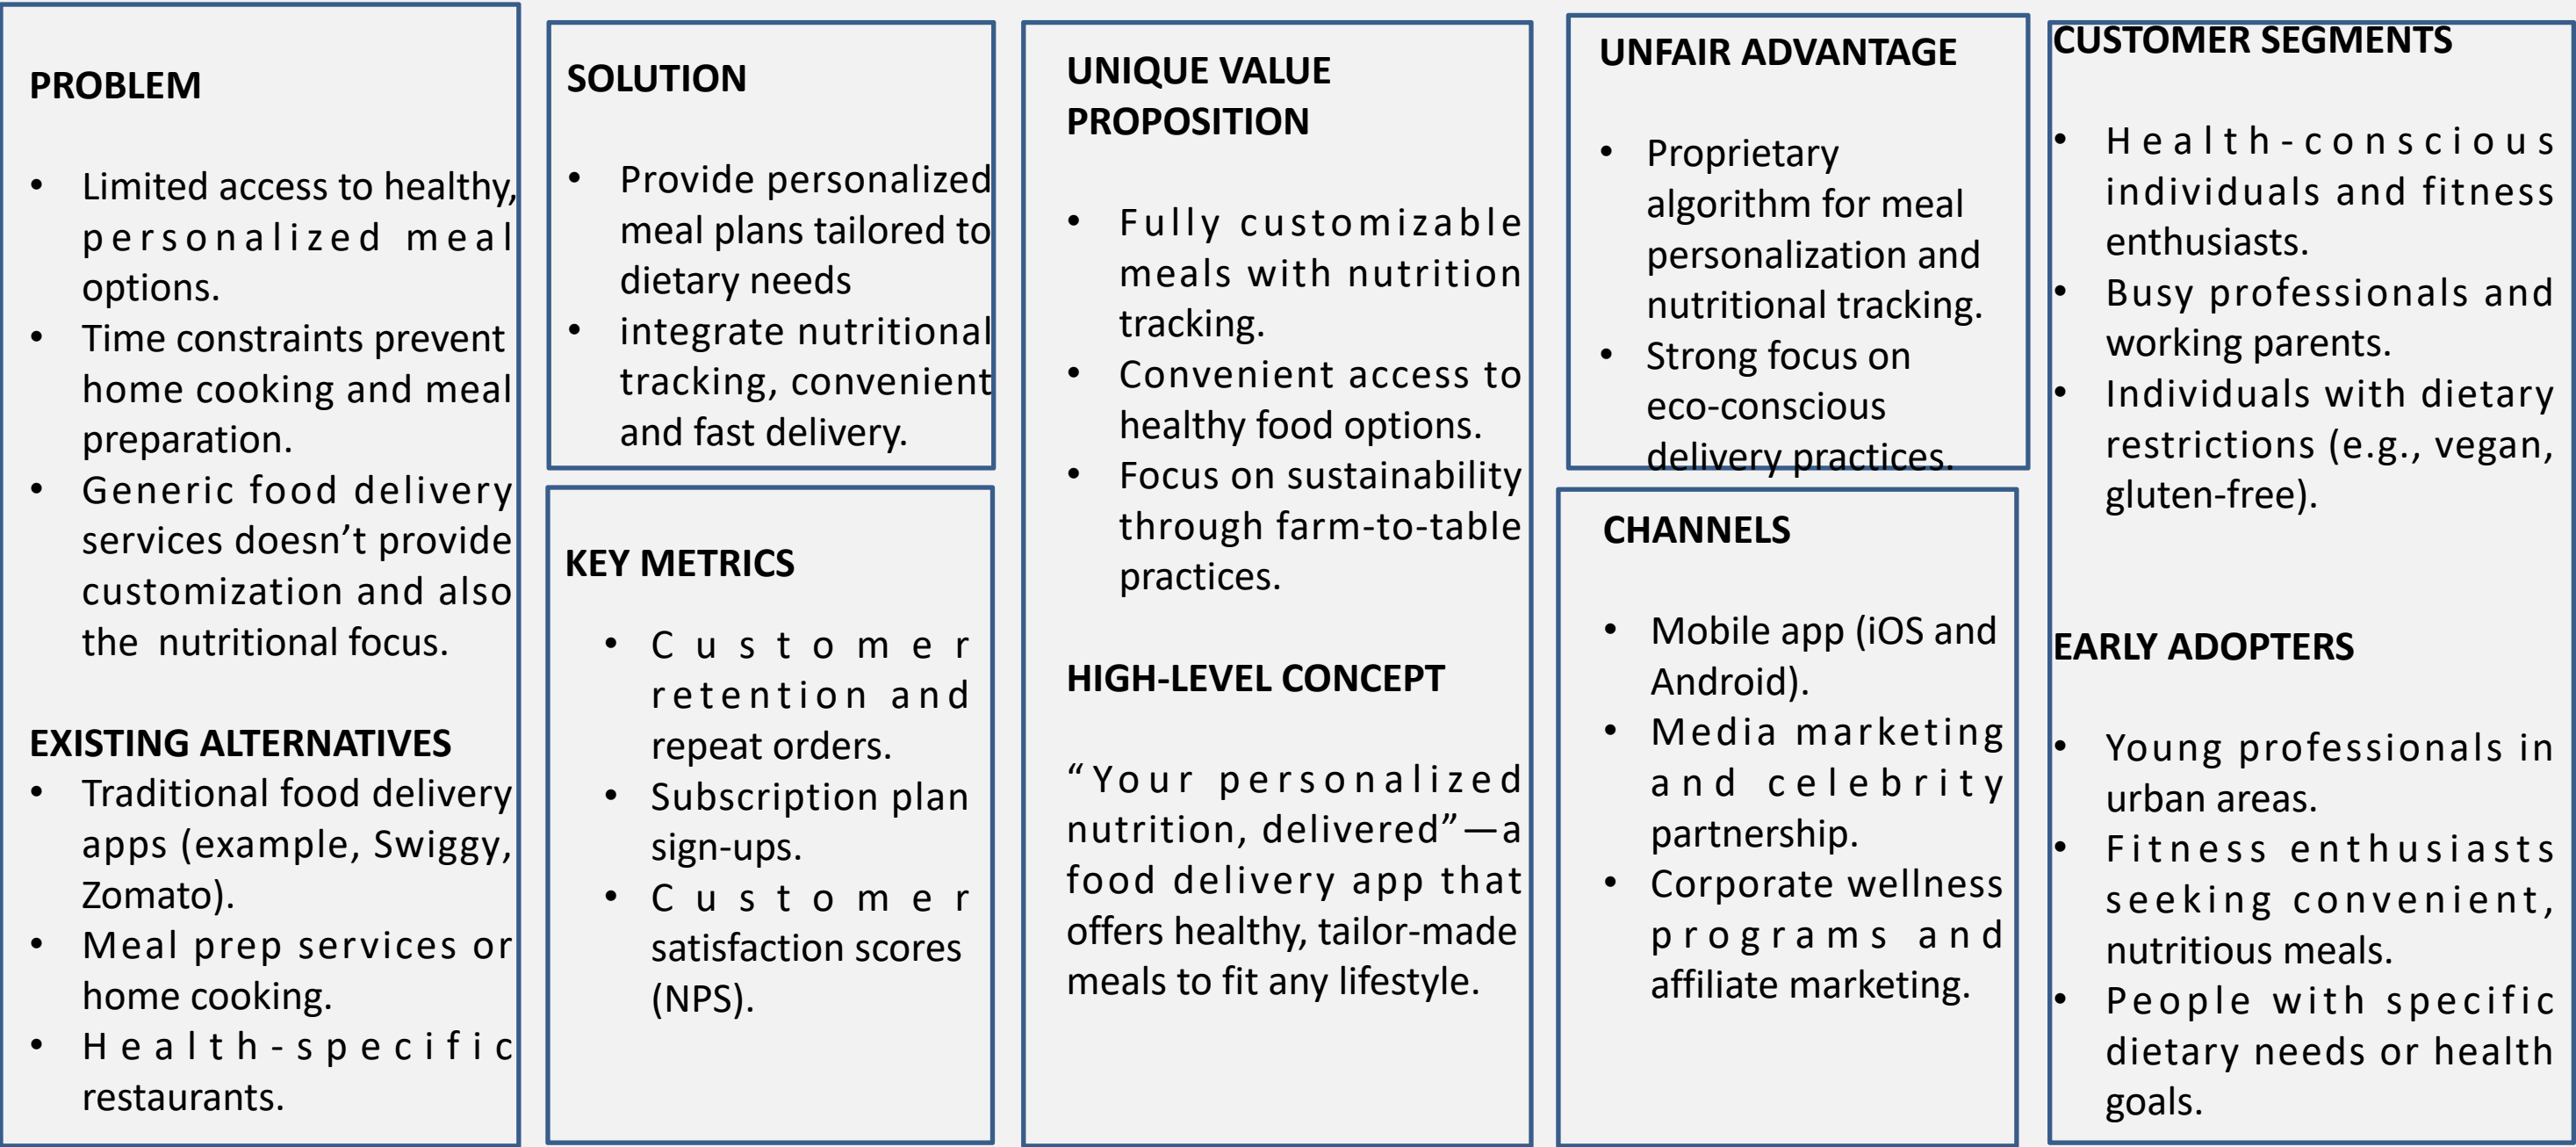 PROBLEM
• Limited access to healthy,
personalized meal
options.
• Time constraints prevent
home cooking and meal
preparation.
• Generic food delivery
services doesn’t provide
customization and also
the nutritional focus.
EXISTING ALTERNATIVES
• Traditional food delivery
apps (example, Swiggy,
Zomato).
• Meal prep services or
home cooking.
• Health-specific
restaurants.
SOLUTION
• Provide personalized
meal plans tailored to
dietary needs
• integrate nutritional
tracking, convenient
and fast delivery.
KEY METRICS
• Customer
retention and
repeat orders.
• Subscription plan
sign-ups.
• Customer
satisfaction scores
(NPS).
UNIQUE VALUE
PROPOSITION
• Fully customizable
meals with nutrition
tracking.
• Convenient access to
healthy food options.
• Focus on sustainability
through farm-to-table
practices.
HIGH-LEVEL CONCEPT
“Your personalized
nutrition, delivered”—a
food delivery app that
offers healthy, tailor-made
meals to fit any lifestyle.
UNFAIR ADVANTAGE
• Proprietary
algorithm for meal
personalization and
nutritional tracking.
• Strong focus on
eco-conscious
delivery practices.
CHANNELS
• Mobile app (iOS and
Android).
• Media marketing
and celebrity
partnership.
• Corporate wellness
programs and
affiliate marketing.
CUSTOMER SEGMENTS
• Health-conscious
individuals and fitness
enthusiasts.
• Busy professionals and
working parents.
• Individuals with dietary
restrictions (e.g., vegan,
gluten-free).
EARLY ADOPTERS
• Young professionals in
urban areas.
• Fitness enthusiasts
seeking convenient,
nutritious meals.
• People with specific
dietary needs or health
goals.